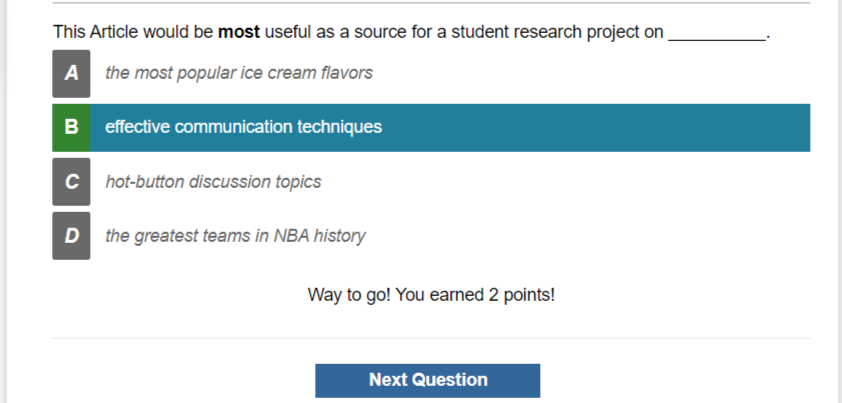 This Article would be most useful as a source for a student research project on __________.
A the most popular ice cream flavors
B effective communication techniques
C hot-button discussion topics
D the greatest teams in NBA history
Way to go! You earned 2 points!
Next Question